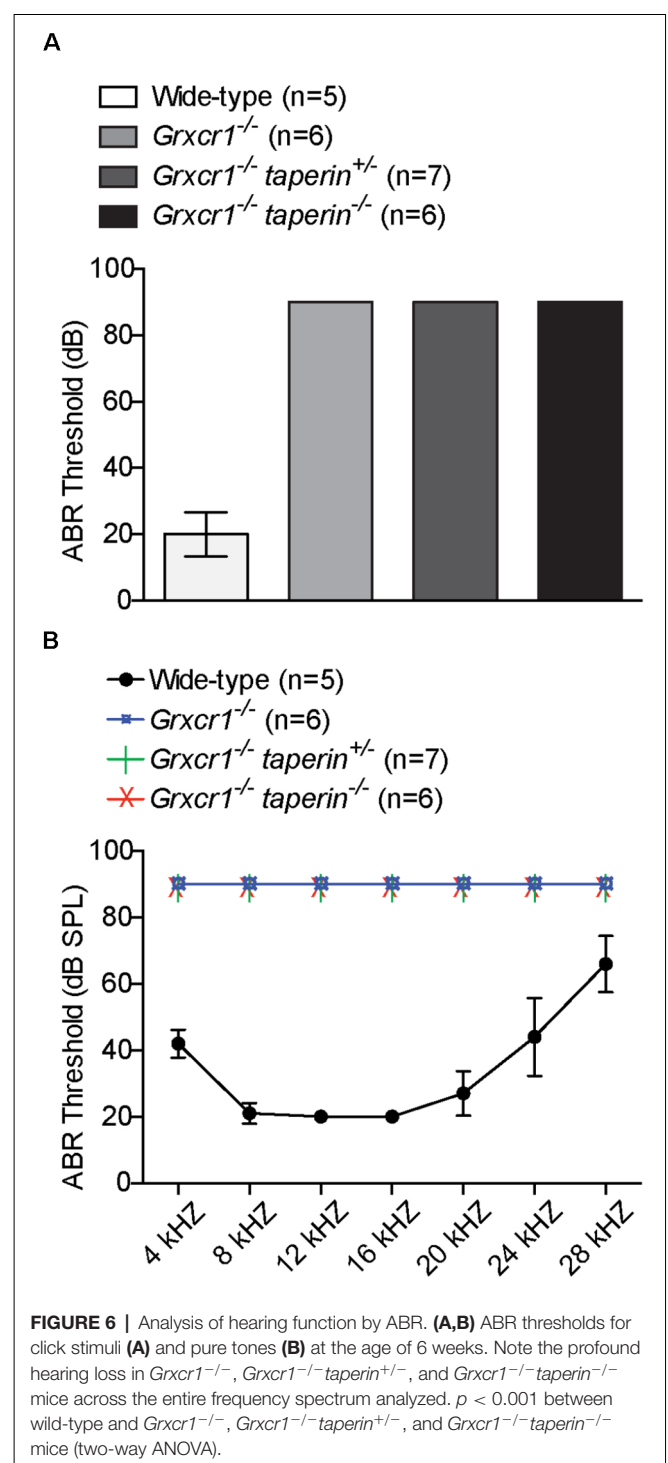 A
Wide-type (n=5)
Grxcr1-/- (n=6)
Grxcr1-/- taperin+/- (n=7)
Grxcr1-/- taperin-/- (n=6)
100
80
60
40
20
0
ABR Threshold (dB)
B
Wide-type (n=5)
Grxcr1-/- (n=6)
Grxcr1-/- taperin+/- (n=7)
Grxcr1-/- taperin-/- (n=6)
100
80
60
40
20
0
ABR Threshold (dB SPL)
4 kHZ
8 kHZ
12 kHZ
16 kHZ
20 kHZ
24 kHZ
28 kHZ
FIGURE 6 | Analysis of hearing function by ABR. (A,B) ABR thresholds for
click stimuli (A) and pure tones (B) at the age of 6 weeks. Note the profound
hearing loss in Grxcr1−/−, Grxcr1−/−taperin+/−, and Grxcr1−/−taperin−/−
mice across the entire frequency spectrum analyzed. p < 0.001 between
wild-type and Grxcr1−/−, Grxcr1−/−taperin+/−, and Grxcr1−/−taperin−/−
mice (two-way ANOVA).